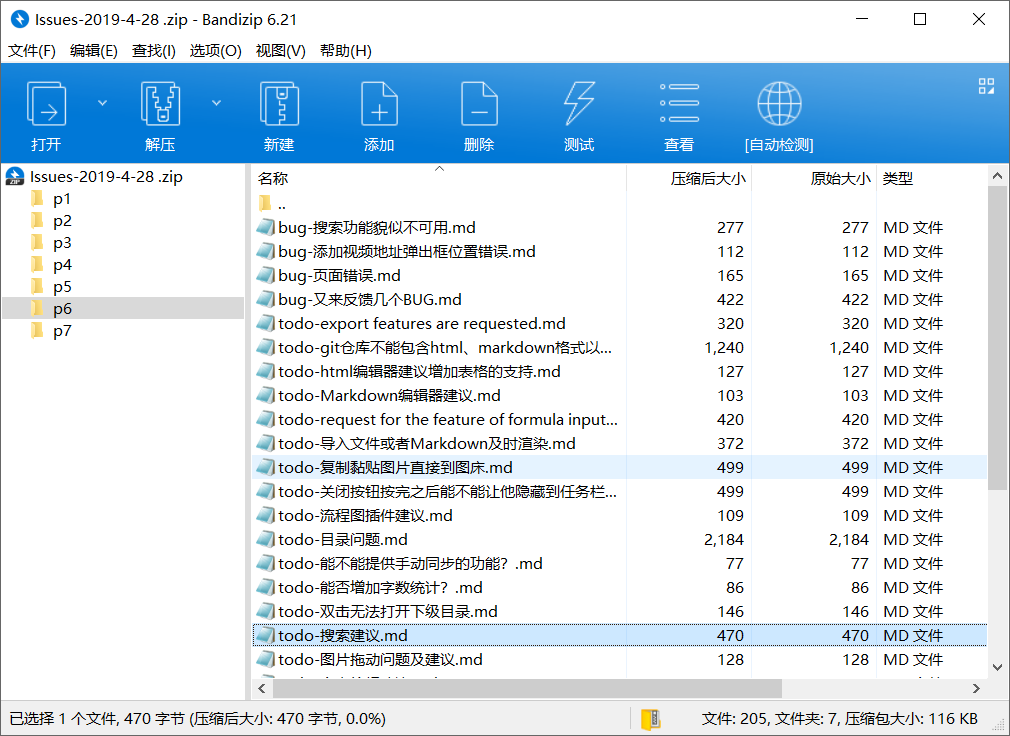 Issues-2019-4-28 .zip - Bandizip 6.21
文件(F) 编辑(E) 查找(I) 选项(O) 视图(V) 帮助(H)
打开 解压 新建 添加 删除 测试 查看 [自动检测]
Issues-2019-4-28 .zip
p1
p2
p3
p4
p5
p6
p7
名称 压缩后大小 原始大小 类型
..
bug-搜索功能貌似不可用.md 277 277 MD 文件
bug-添加视频地址弹出框位置错误.md 112 112 MD 文件
bug-页面错误.md 165 165 MD 文件
bug-又来反馈几个BUG.md 422 422 MD 文件
todo-export features are requested.md 320 320 MD 文件
todo-git仓库不能包含html、markdown格式以... 1,240 1,240 MD 文件
todo-html编辑器建议增加表格的支持.md 127 127 MD 文件
todo-Markdown编辑器建议.md 103 103 MD 文件
todo-request for the feature of formula input... 420 420 MD 文件
todo-导入文件或者Markdown及时渲染.md 372 372 MD 文件
todo-复制黏贴图片直接到图床.md 499 499 MD 文件
todo-关闭按钮按完之后能不能让他隐藏到任务栏... 499 499 MD 文件
todo-流程图插件建议.md 109 109 MD 文件
todo-目录问题.md 2,184 2,184 MD 文件
todo-能不能提供手动同步的功能？.md 77 77 MD 文件
todo-能否增加字数统计？.md 86 86 MD 文件
todo-双击无法打开下级目录.md 146 146 MD 文件
todo-搜索建议.md 470 470 MD 文件
todo-图片拖动问题及建议.md 128 128 MD 文件
已选择 1 个文件, 470 字节 (压缩后大小: 470 字节, 0.0%) 文件: 205, 文件夹: 7, 压缩包大小: 116 KB